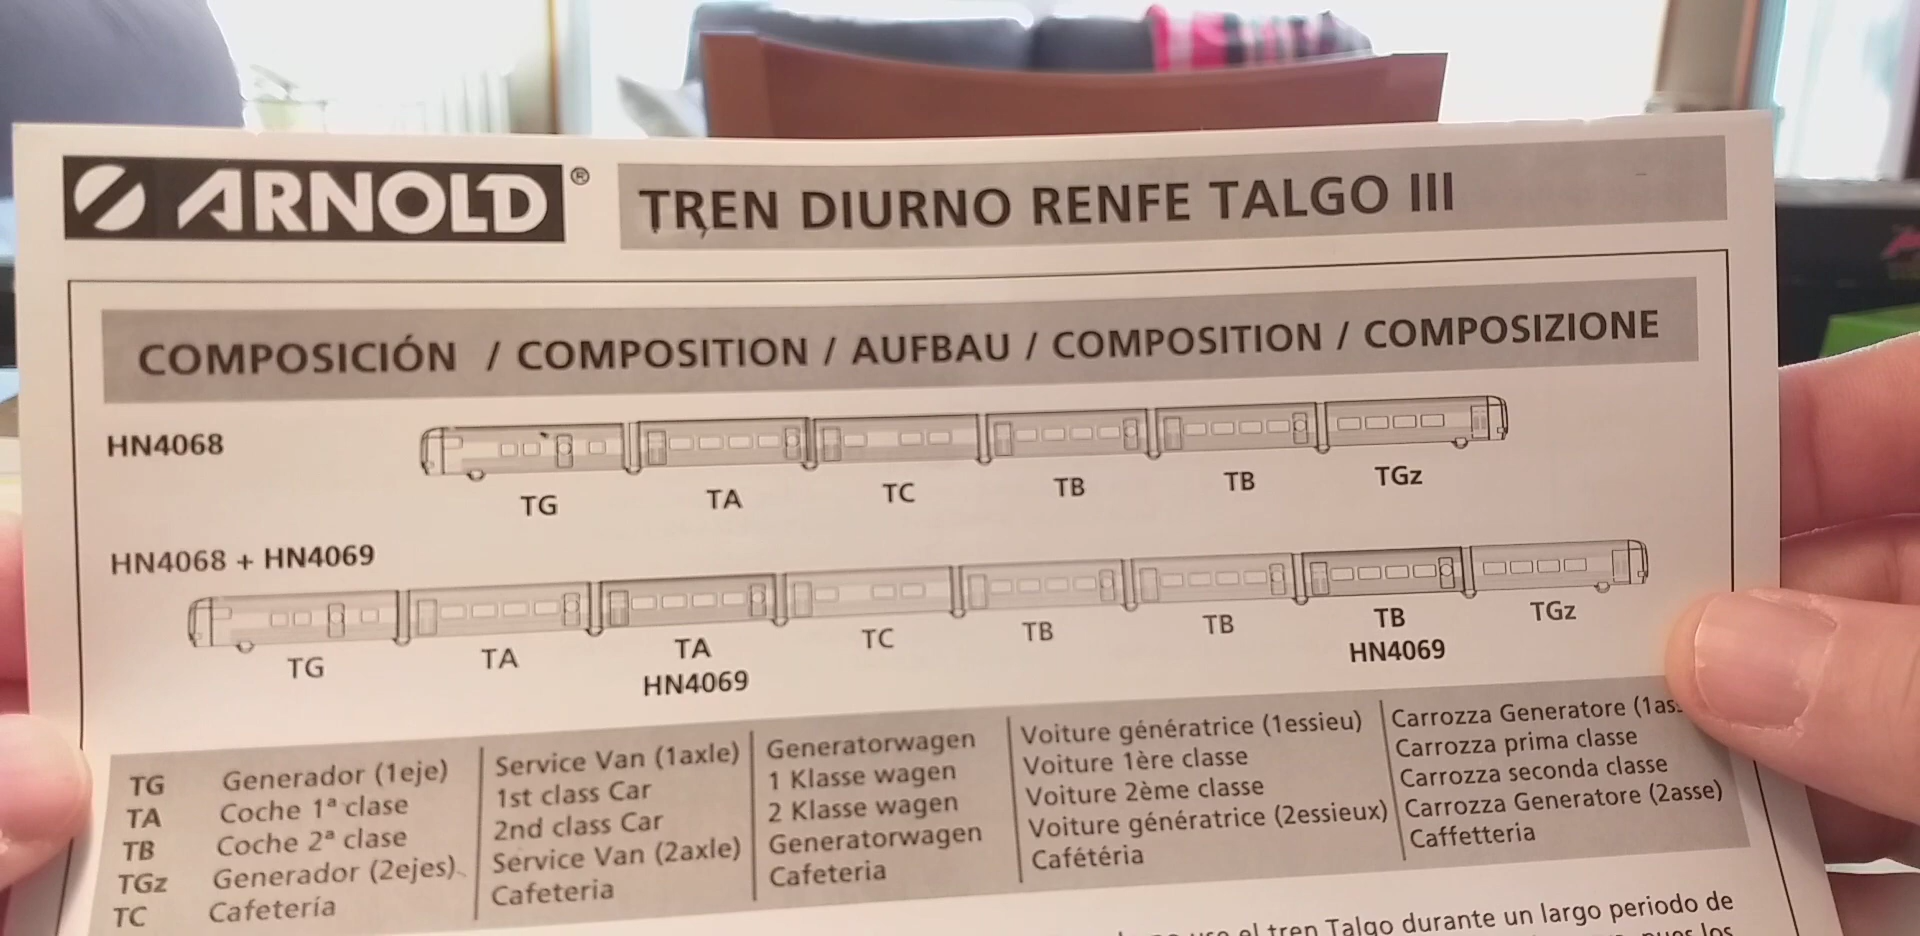 ARNOLD®
TREN DIURNO RENFE TALGO III
COMPOSICIÓN / COMPOSITION / AUFBAU / COMPOSITION / COMPOSIZIONE
HN4068
TG TA TC TB TB TGz
HN4068 + HN4069
TG TA TA TC TB TB TB TGz
HN4069 HN4069
TG Generador (1eje) Service Van (1axle) Generatorwagen Voiture génératrice (1essieu) Carrozza Generatore
TA Coche 1ª clase 1st class Car 1 Klasse wagen Voiture 1ère classe Carrozza prima classe
TB Coche 2ª clase 2nd class Car 2 Klasse wagen Voiture 2ème classe Carrozza seconda classe
TGz Generador (2ejes) Service Van (2axle) Generatorwagen Voiture génératrice (2essieux) Carrozza Generatore (2asse)
TC Cafetería Cafeteria Cafeteria Cafétéria Caffetteria
el tren Talgo durante un largo periodo de
los